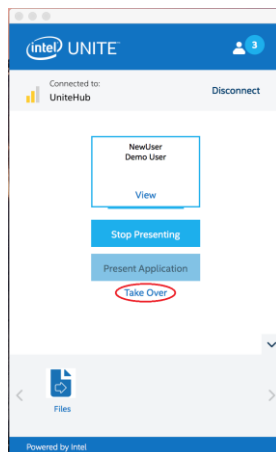 intel UNITE™
3
Connected to:
UniteHub
Disconnect
NewUser
Demo User
View
Stop Presenting
Present Application
Take Over
Files
Powered by Intel